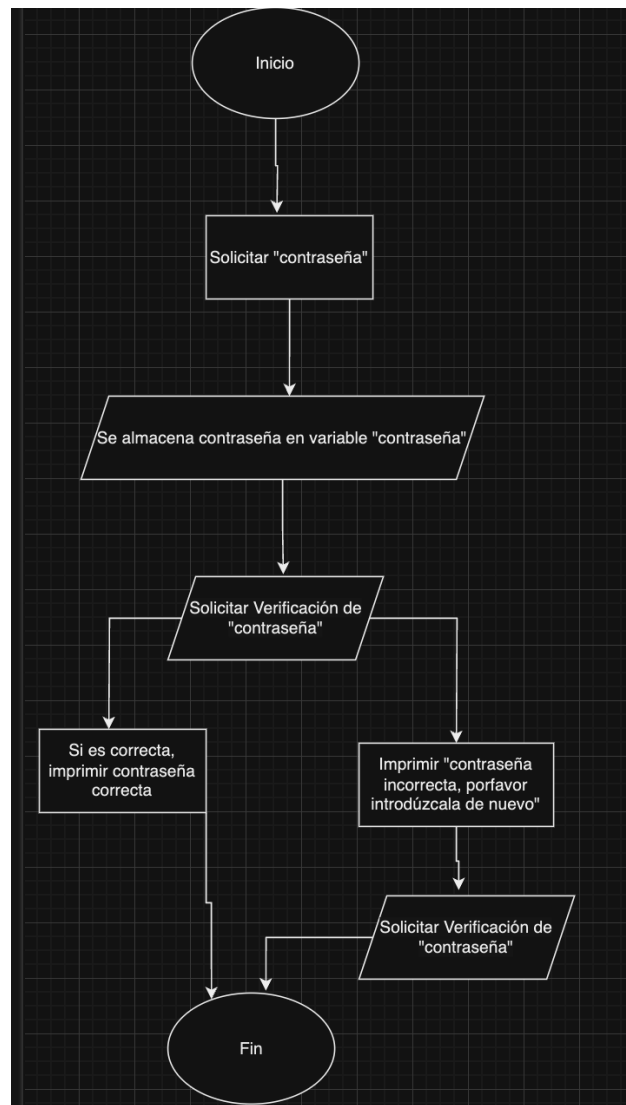 Inicio
Solicitar "contraseña"
Se almacena contraseña en variable "contraseña"
Solicitar Verificación de
"contraseña"
Si es correcta,
imprimir contraseña
correcta
Imprimir "contraseña
incorrecta, porfavor
introdúzcala de nuevo"
Solicitar Verificación de
"contraseña"
Fin